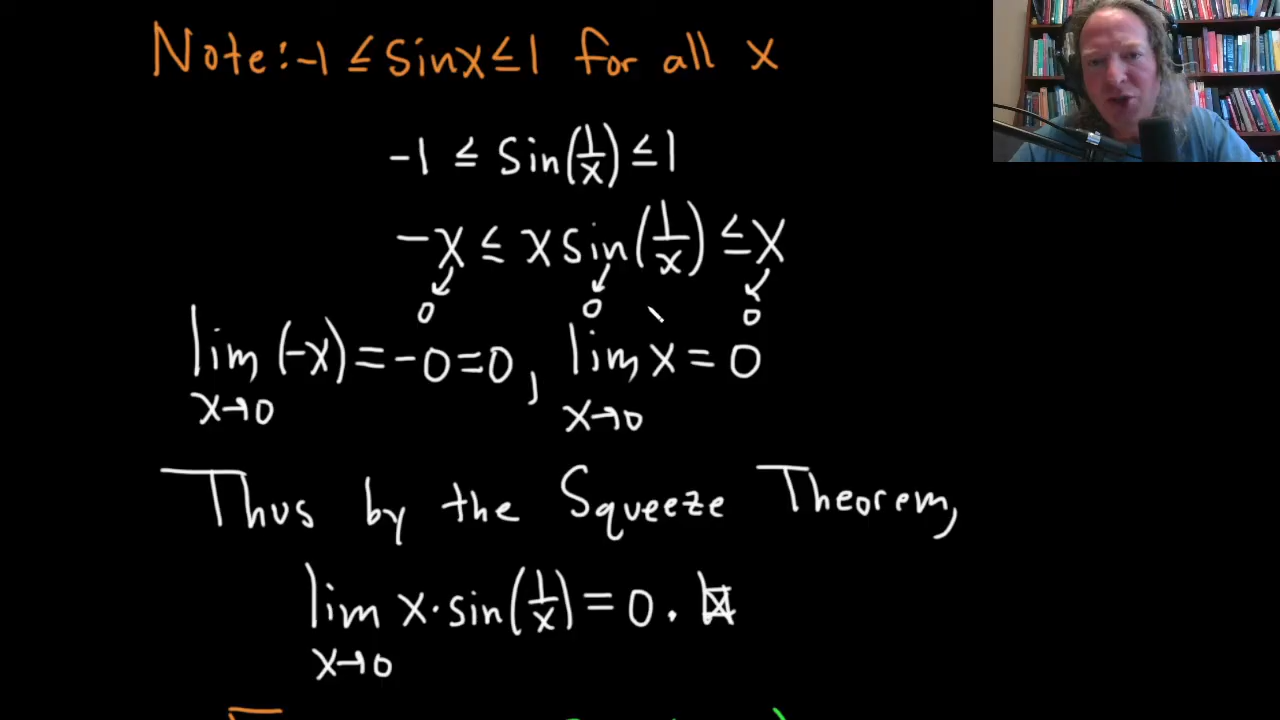 Note: -1 ≤ sinx ≤ 1 for all x
-1 ≤ sin(1/x) ≤ 1
-x ≤ x sin(1/x) ≤ x
0 0 0
lim (-x) = -0 = 0, lim x = 0
x→0 x→0
Thus by the Squeeze Theorem,
lim x·sin(1/x) = 0.
x→0